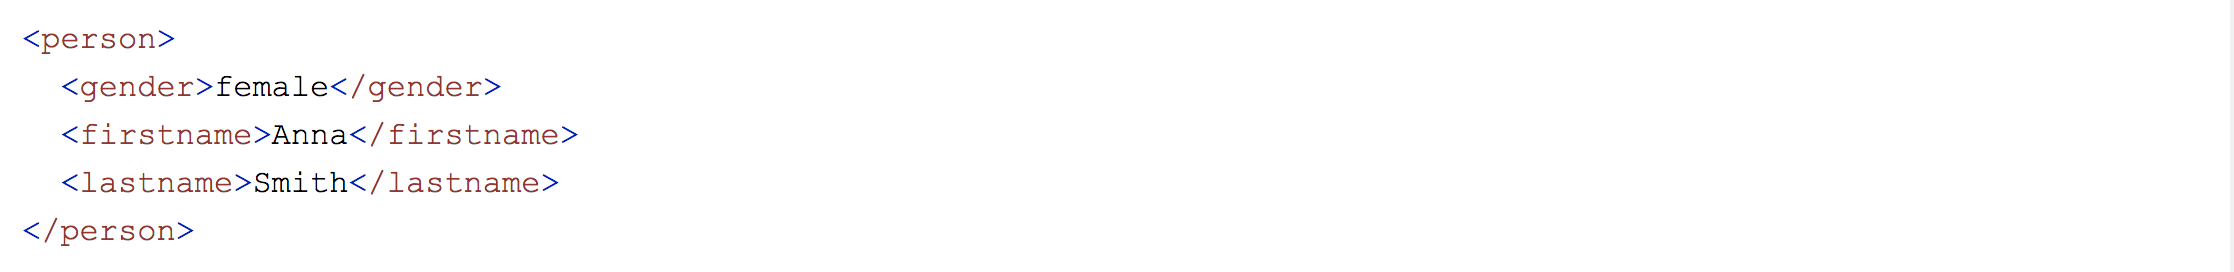 <person>
  <gender>female</gender>
  <firstname>Anna</firstname>
  <lastname>Smith</lastname>
</person>